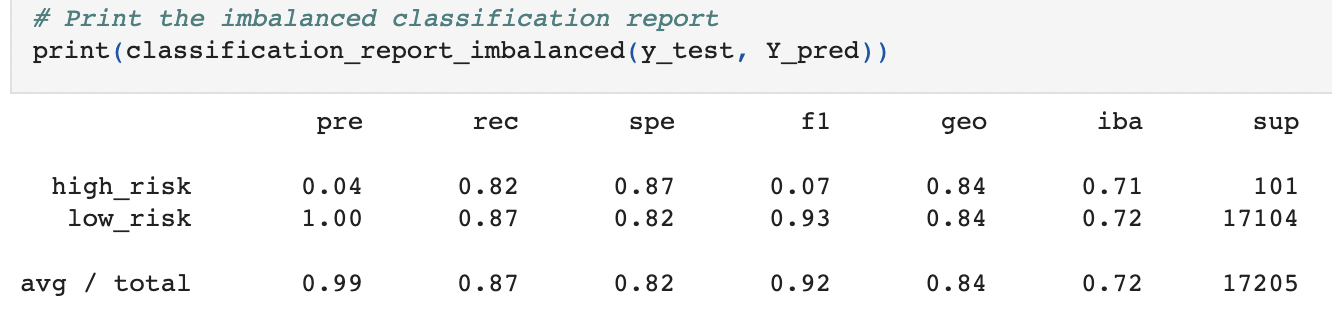 # Print the imbalanced classification report
print(classification_report_imbalanced(y_test, Y_pred))
pre rec spe f1 geo iba sup
high_risk 0.04 0.82 0.87 0.07 0.84 0.71 101
low_risk 1.00 0.87 0.82 0.93 0.84 0.72 17104
avg / total 0.99 0.87 0.82 0.92 0.84 0.72 17205